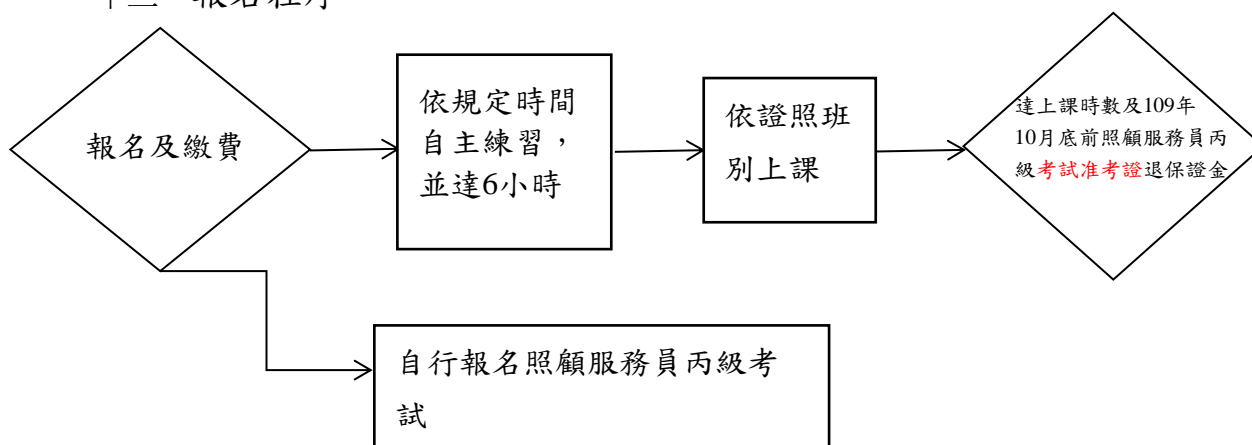 報名及繳費
依規定時間
自主練習，
並達6小時
依證照班
別上課
達上課時數及109年
10月底前照顧服務員丙
級考試准考證退保證金
自行報名照顧服務員丙級考
試